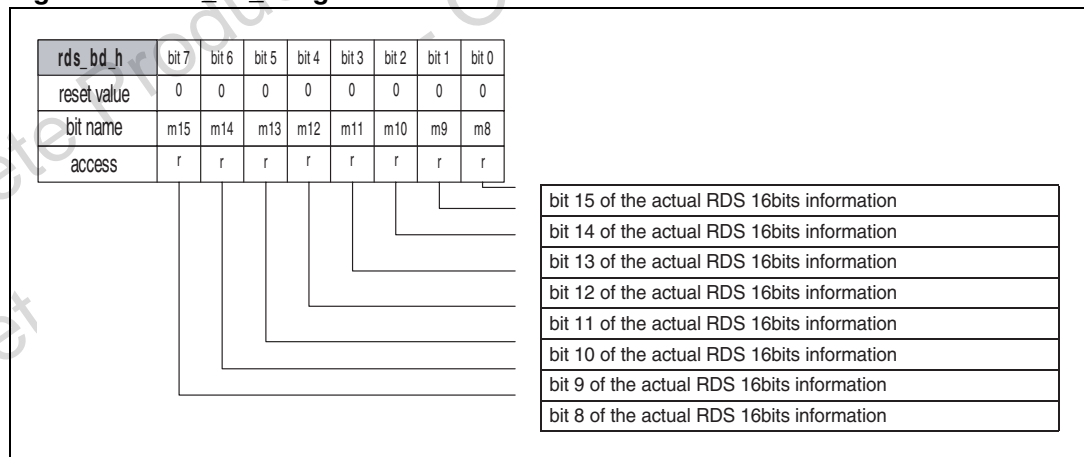 rds_bd_h bit 7 bit 6 bit 5 bit 4 bit 3 bit 2 bit 1 bit 0
reset value 0 0 0 0 0 0 0 0
bit name m15 m14 m13 m12 m11 m10 m9 m8
access r r r r r r r r
bit 15 of the actual RDS 16bits information
bit 14 of the actual RDS 16bits information
bit 13 of the actual RDS 16bits information
bit 12 of the actual RDS 16bits information
bit 11 of the actual RDS 16bits information
bit 10 of the actual RDS 16bits information
bit 9 of the actual RDS 16bits information
bit 8 of the actual RDS 16bits information